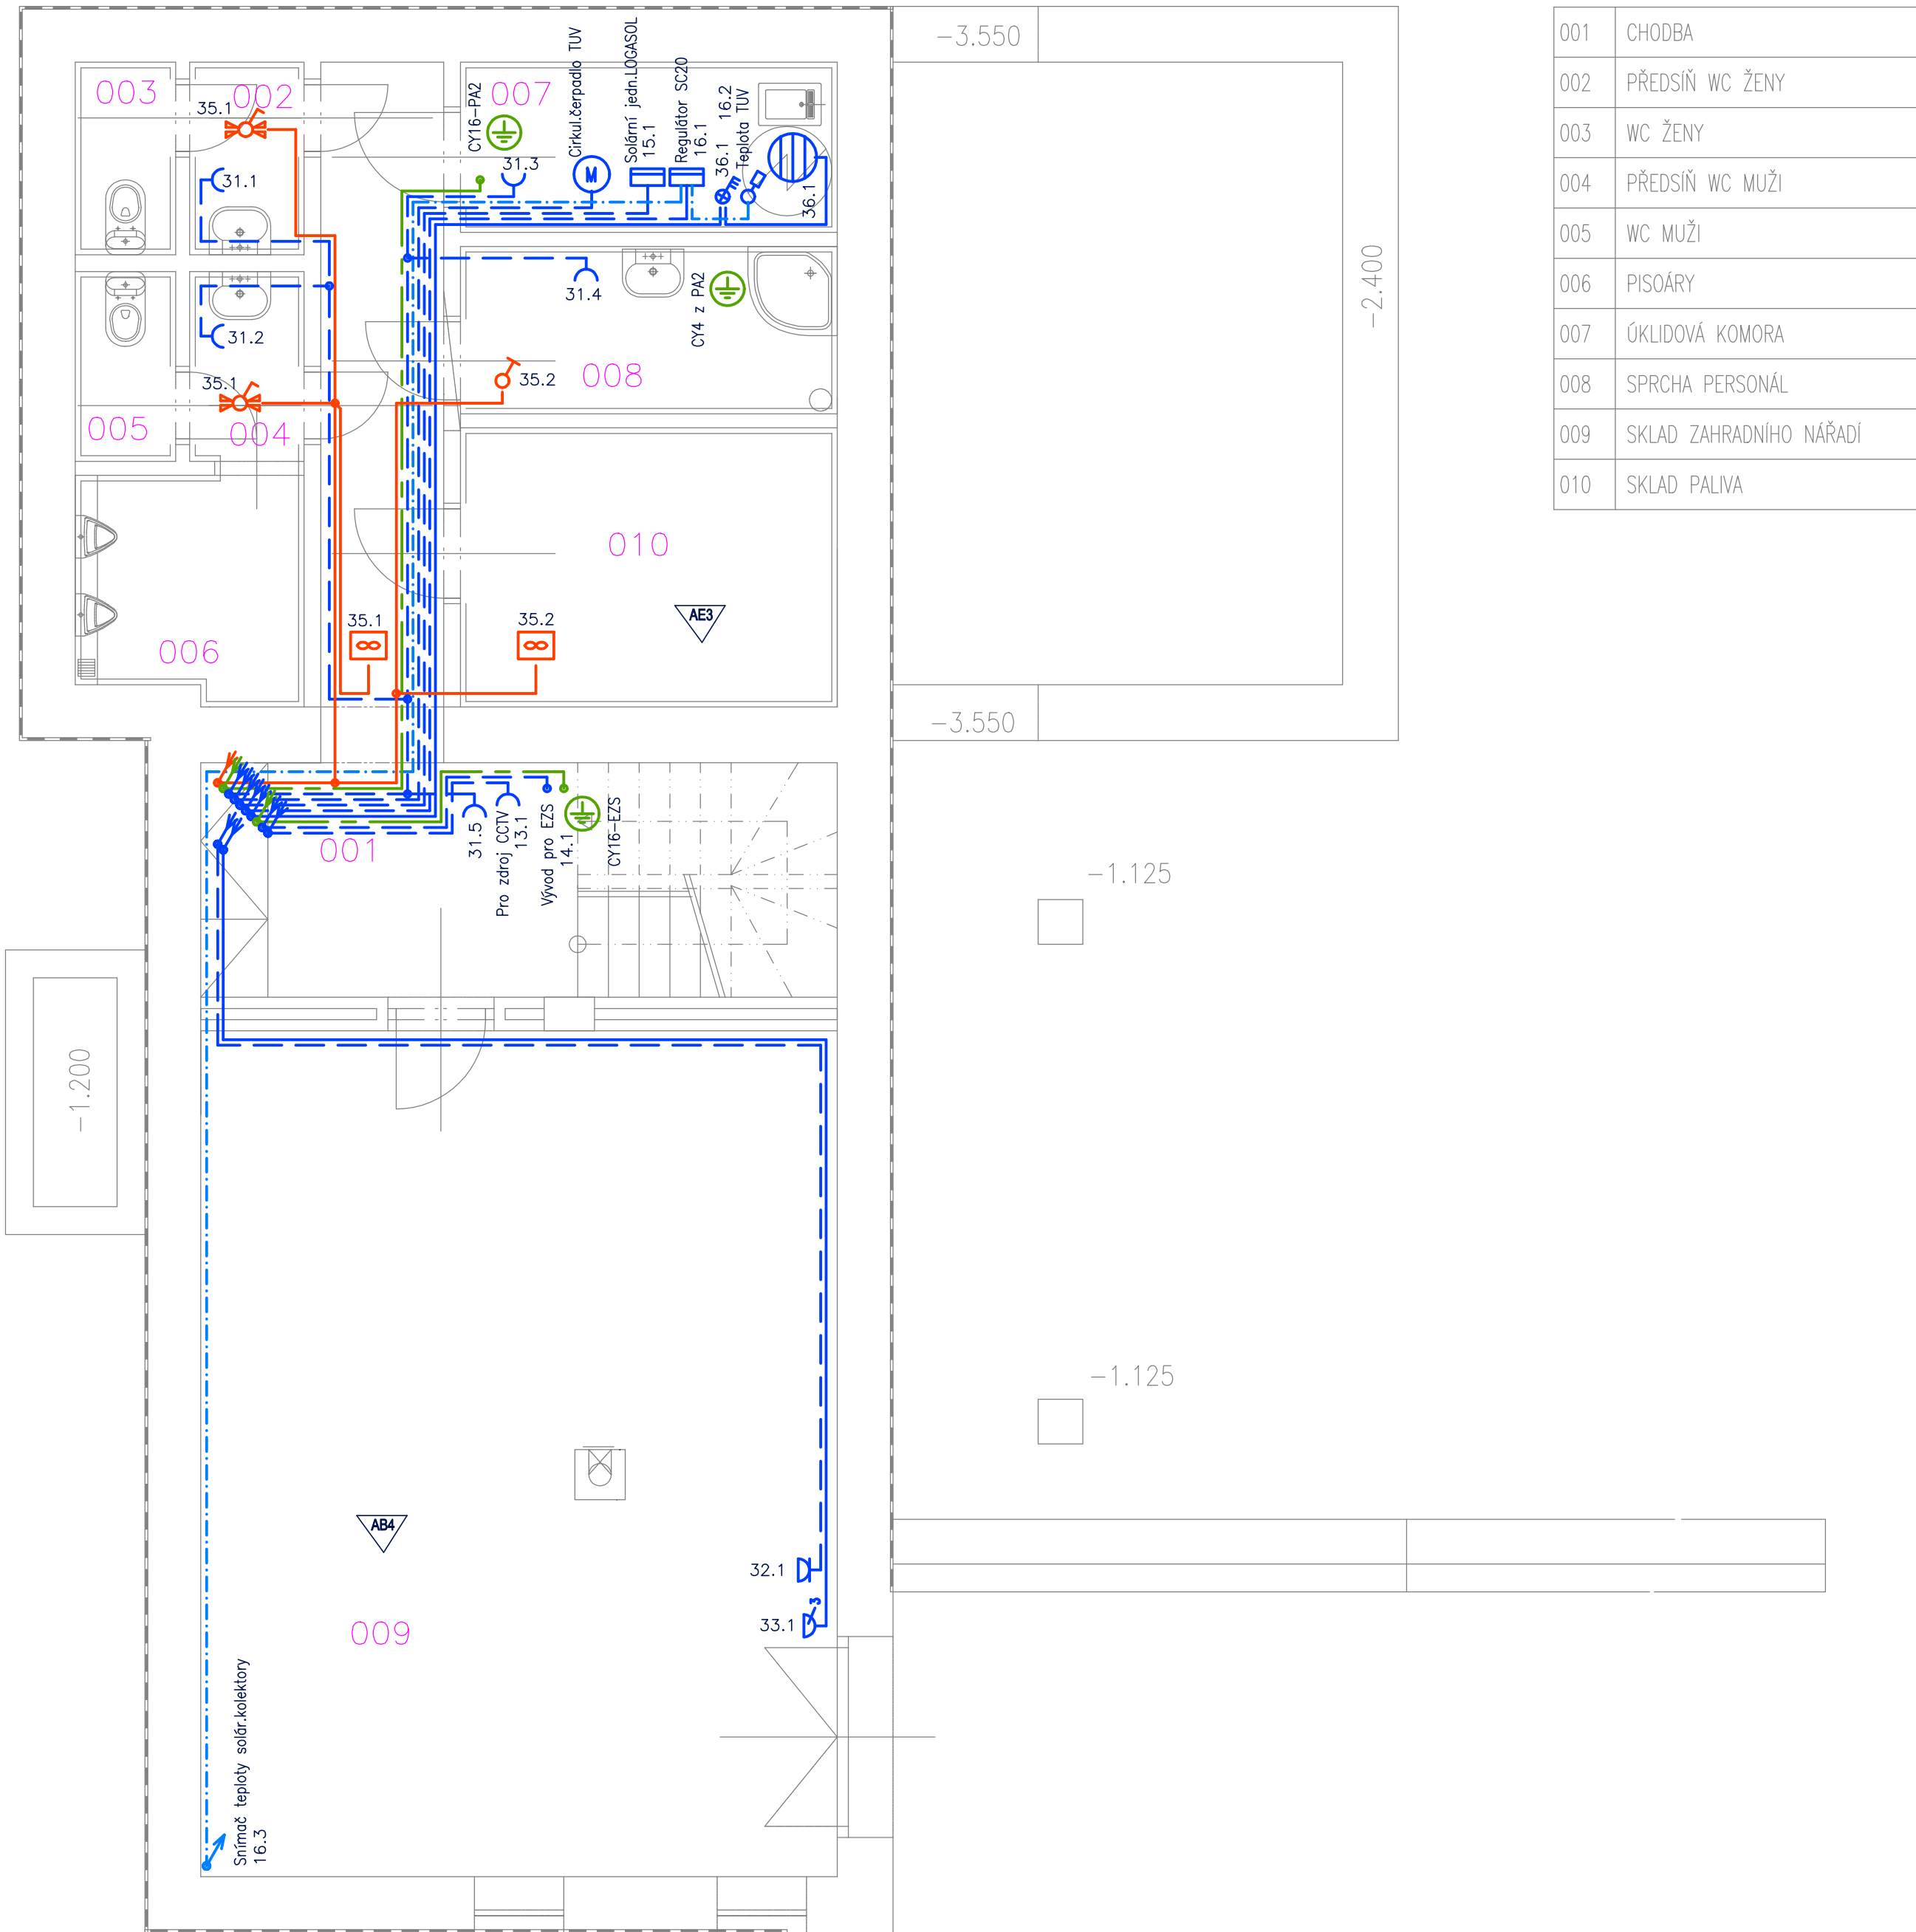 001 CHODBA
002 PŘEDSÍŇ WC ŽENY
003 WC ŽENY
004 PŘEDSÍŇ WC MUŽI
005 WC MUŽI
006 PISOÁRY
007 ÚKLIDOVÁ KOMORA
008 SPRCHA PERSONÁL
009 SKLAD ZAHRADNÍHO NÁŘADÍ
010 SKLAD PALIVA
-3.550
-2.400
-3.550
-1.125
-1.125
-1.200
003
002
35.1
31.1
31.2
35.1
005
004
006
35.1
007
CY16-PA2
31.3
Cirkul.čerpadlo TUV
M
Solární jedn.LOGASOL
15.1
Regulátor SC20
16.1
36.1 16.2
Teplota TUV
36.1
31.4
CY4 z PA2
35.2
008
010
35.2
AE3
001
31.5
Pro zdroj CCTV
13.1
Vývod pro EZS
14.1
CY16-EZS
AB4
32.1
33.1
3
009
Snímač teploty solár.kolektory
16.3